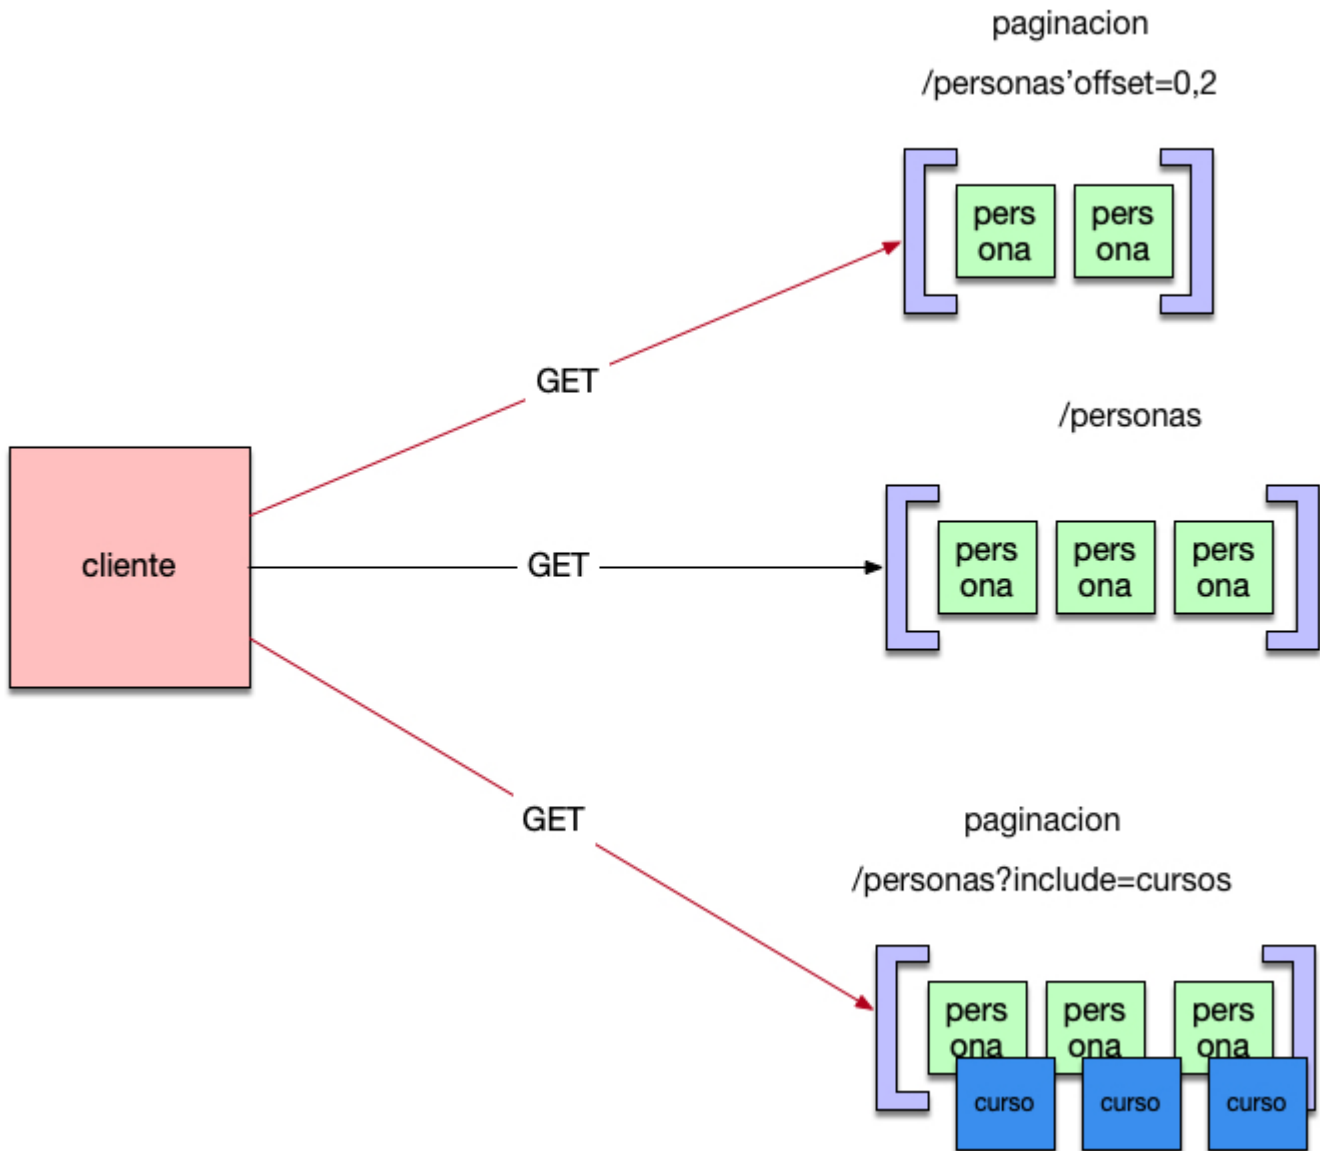 paginacion
/personas’offset=0,2
pers
ona
pers
ona
GET
/personas
cliente
GET
pers
ona
pers
ona
pers
ona
GET
paginacion
/personas?include=cursos
pers
ona
pers
ona
pers
ona
curso
curso
curso